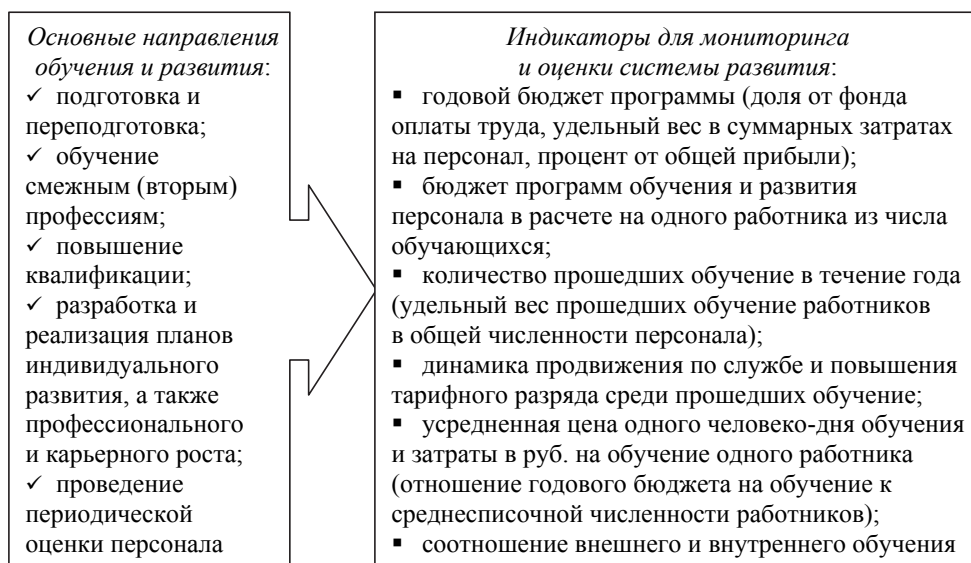 Основные направления
обучения и развития:
✓ подготовка и
переподготовка;
✓ обучение
смежным (вторым)
профессиям;
✓ повышение
квалификации;
✓ разработка и
реализация планов
индивидуального
развития, а также
профессионального
и карьерного роста;
✓ проведение
периодической
оценки персонала
Индикаторы для мониторинга
и оценки системы развития:
▪ годовой бюджет программы (доля от фонда
оплаты труда, удельный вес в суммарных затратах
на персонал, процент от общей прибыли);
▪ бюджет программ обучения и развития
персонала в расчете на одного работника из числа
обучающихся;
▪ количество прошедших обучение в течение года
(удельный вес прошедших обучение работников
в общей численности персонала);
▪ динамика продвижения по службе и повышения
тарифного разряда среди прошедших обучение;
▪ усредненная цена одного человеко-дня обучения
и затраты в руб. на обучение одного работника
(отношение годового бюджета на обучение к
среднесписочной численности работников);
▪ соотношение внешнего и внутреннего обучения